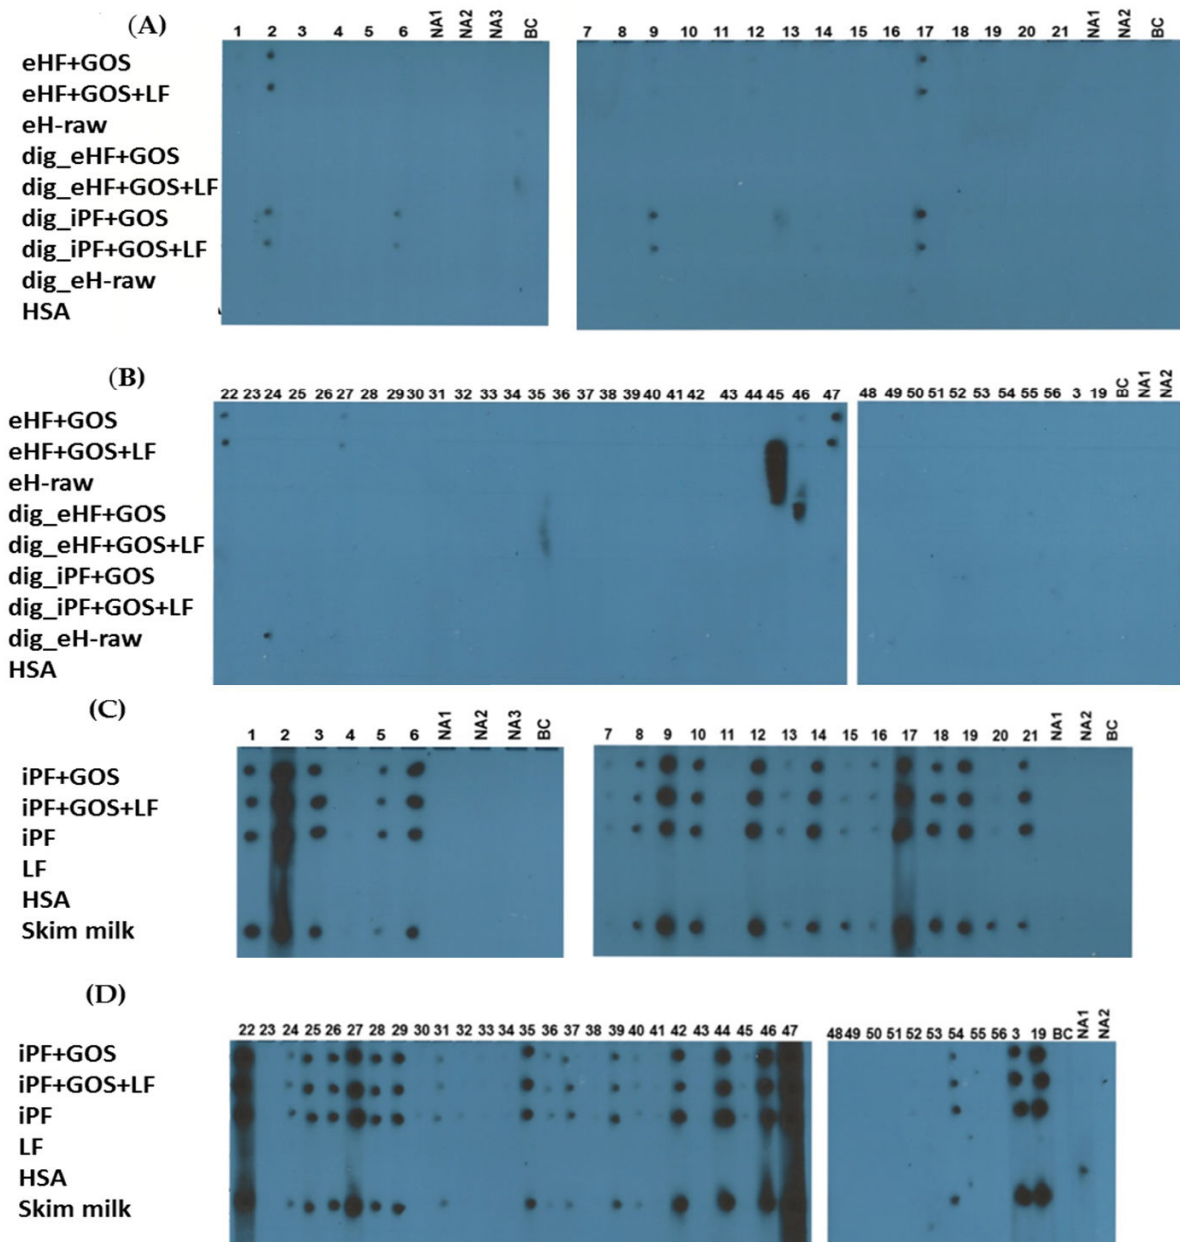 (A)
1 2 3 4 5 6 NA1 NA2 NA3 BC 7 8 9 10 11 12 13 14 15 16 17 18 19 20 21 NA1 NA2 BC
eHF+GOS
eHF+GOS+LF
eH-raw
dig_eHF+GOS
dig_eHF+GOS+LF
dig_iPF+GOS
dig_iPF+GOS+LF
dig_eH-raw
HSA
(B)
22 23 24 25 26 27 28 29 30 31 32 33 34 35 36 37 38 39 40 41 42 43 44 45 46 47 48 49 50 51 52 53 54 55 56 3 19 BC NA1 NA2
eHF+GOS
eHF+GOS+LF
eH-raw
dig_eHF+GOS
dig_eHF+GOS+LF
dig_iPF+GOS
dig_iPF+GOS+LF
dig_eH-raw
HSA
(C)
1 2 3 4 5 6 NA1 NA2 NA3 BC 7 8 9 10 11 12 13 14 15 16 17 18 19 20 21 NA1 NA2 BC
iPF+GOS
iPF+GOS+LF
iPF
LF
HSA
Skim milk
(D)
22 23 24 25 26 27 28 29 30 31 32 33 34 35 36 37 38 39 40 41 42 43 44 45 46 47 48 49 50 51 52 53 54 55 56 3 19 BC NA1 NA2
iPF+GOS
iPF+GOS+LF
iPF
LF
HSA
Skim milk